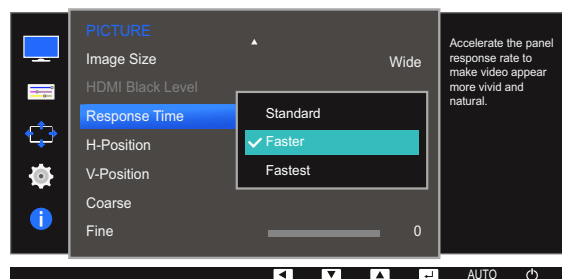 PICTURE
Image Size
Wide
HDMI Black Level
Response Time
Standard
Faster
Fastest
H-Position
V-Position
Coarse
Fine
0
Accelerate the panel
response rate to
make video appear
more vivid and
natural.
AUTO